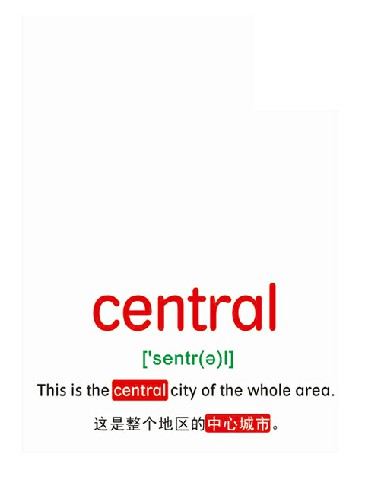 central
['sentr(ə)l]
This is the central city of the whole area.
这是整个地区的中心城市。